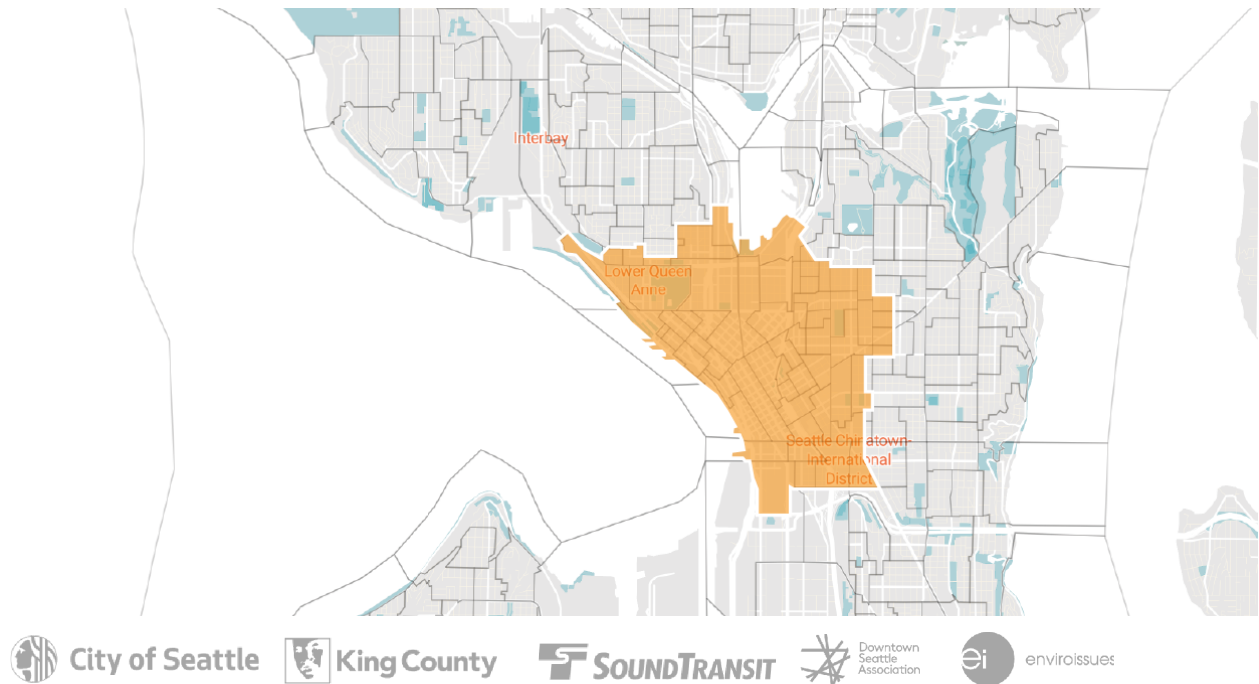 Interbay
Lower Queen
Anne
Seattle Chinatown-
International
District
City of Seattle
King County
SOUNDTRANSIT
Downtown
Seattle
Association
ei
enviroissues